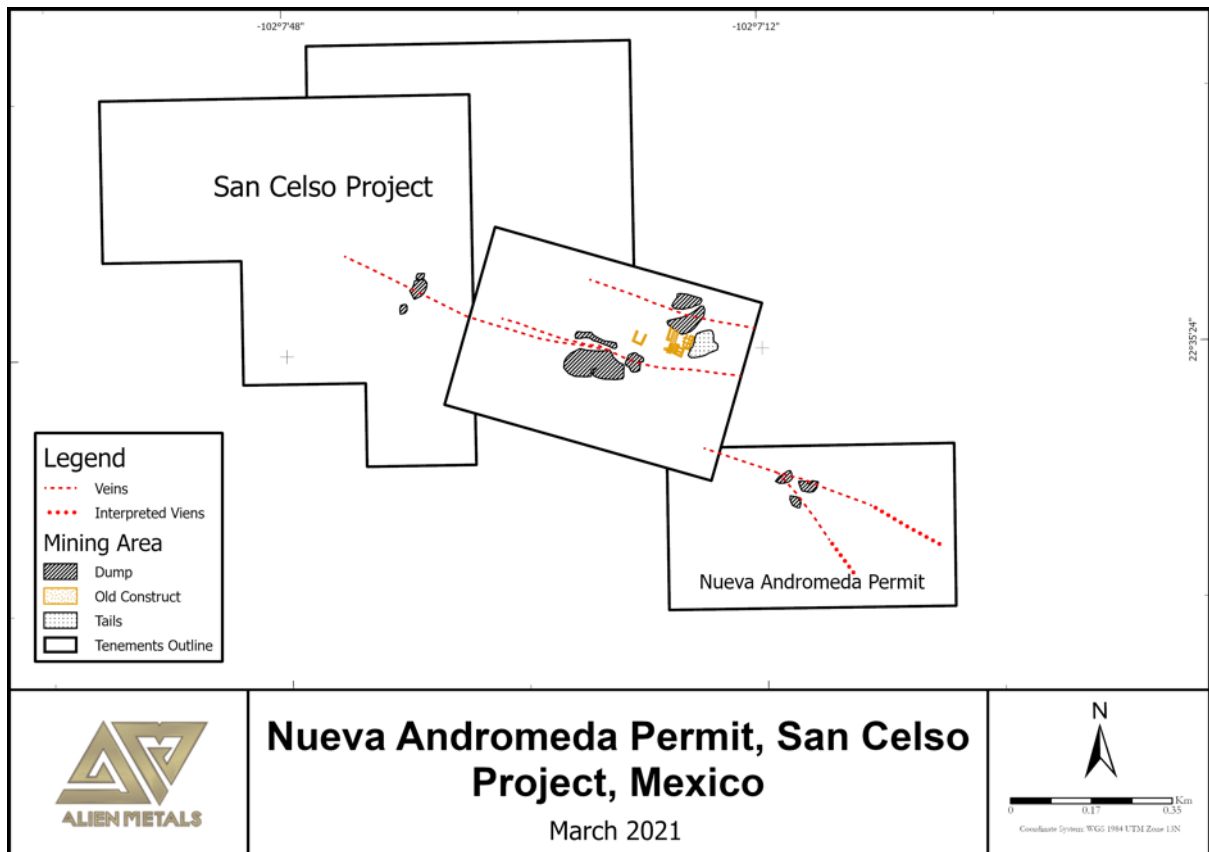 -102°7'48"
-102°7'12"
San Celso Project
22°35'24"
Legend
Veins
Interpreted Viens
Mining Area
Dump
Old Construct
Tails
Tenements Outline
Nueva Andromeda Permit
ALIEN METALS
Nueva Andromeda Permit, San Celso
Project, Mexico
March 2021
N
Km
0 0.17 0.35
Coordinate System: WGS 1984 UTM Zone 13N